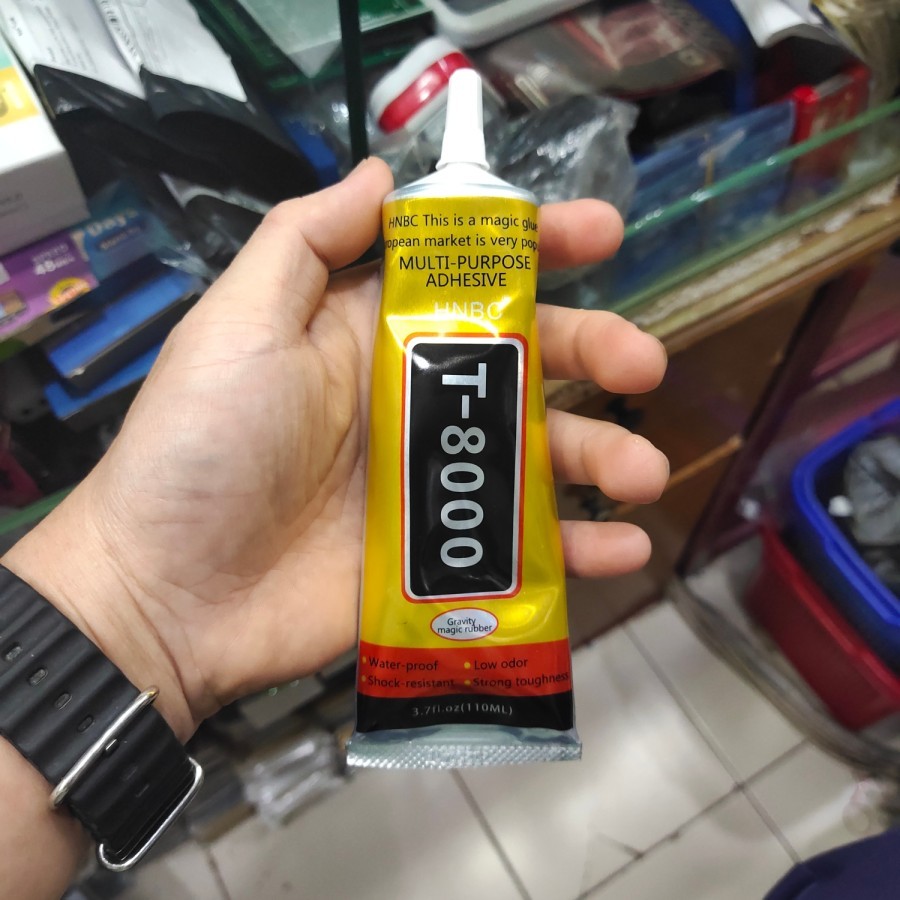 HNBC This is a magic glue
opean market is very pop
MULTI-PURPOSE
ADHESIVE
HNBC
T-8000
Gravity
magic rubber
Water-proof
Low odor
Shock-resistant
Strong toughness
3.7fl.oz(110ML)